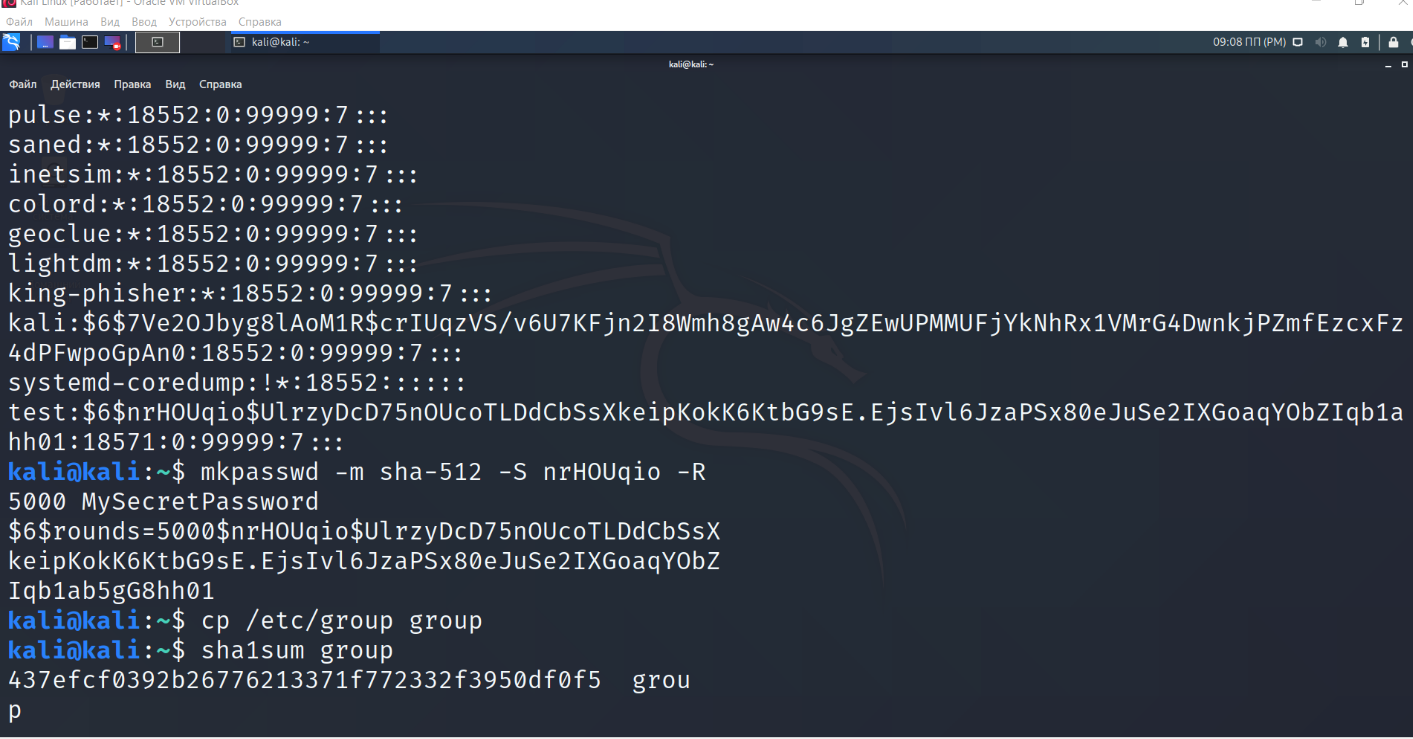 Kali Linux [Работает] - Oracle VM VirtualBox
Файл Машина Вид Ввод Устройства Справка
kali@kali: ~ 09:08 ПП (PM)
kali@kali: ~
Файл Действия Правка Вид Справка
pulse:*:18552:0:99999:7:::
saned:*:18552:0:99999:7:::
inetsim:*:18552:0:99999:7:::
colord:*:18552:0:99999:7:::
geoclue:*:18552:0:99999:7:::
lightdm:*:18552:0:99999:7:::
king-phisher:*:18552:0:99999:7:::
kali:$6$7Ve2OJbyg8lAoM1R$crIUqzVS/v6U7KFjn2I8Wmh8gAw4c6JgZEwUPMMUFjYkNhRx1VMrG4DwnkjPZmfEzcxFz
4dPFwpoGpAn0:18552:0:99999:7:::
systemd-coredump:!*:18552::::::
test:$6$nrHOUqio$UlrzyDcD75nOUcoTLDdCbSsXkeipKokK6KtbG9sE.EjsIvl6JzaPSx80eJuSe2IXGoaqYObZIqb1a
hh01:18571:0:99999:7:::
kali@kali:~$ mkpasswd -m sha-512 -S nrHOUqio -R
5000 MySecretPassword
$6$rounds=5000$nrHOUqio$UlrzyDcD75nOUcoTLDdCbSsX
keipKokK6KtbG9sE.EjsIvl6JzaPSx80eJuSe2IXGoaqYObZ
Iqb1ab5gG8hh01
kali@kali:~$ cp /etc/group group
kali@kali:~$ sha1sum group
437efcf0392b26776213371f772332f3950df0f5  grou
p